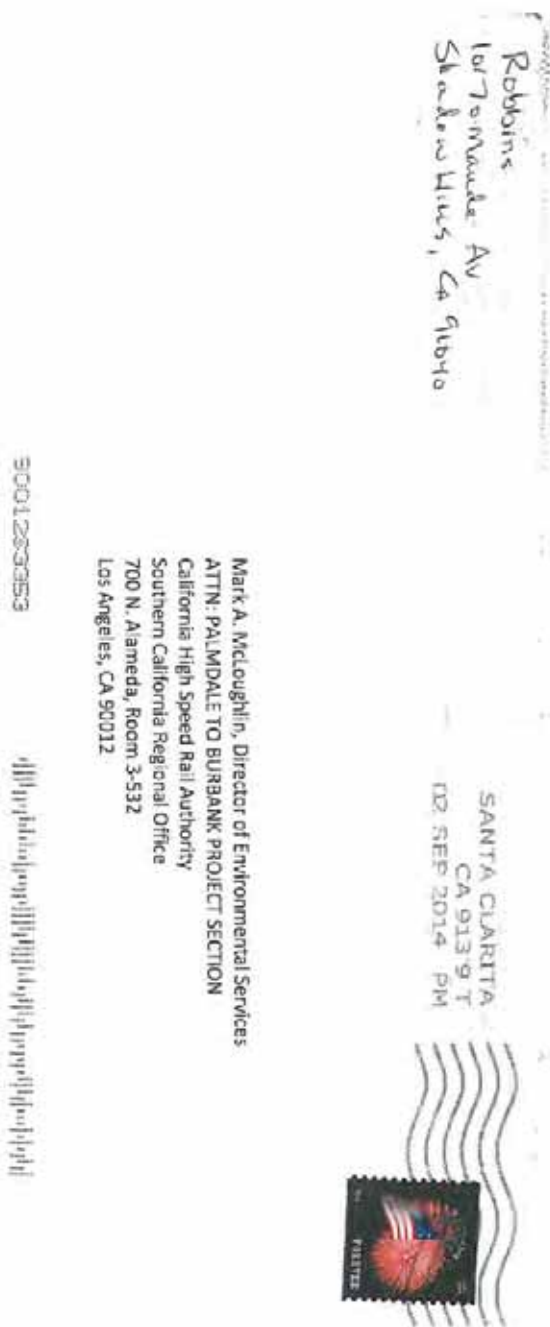 Robbins
10170 Maude Av
Shadow Hills, CA 91040
SANTA CLARITA
CA 913 9 T
02 SEP 2014 PM
FOREVER
Mark A. McLoughlin, Director of Environmental Services
ATTN: PALMDALE TO BURBANK PROJECT SECTION
California High Speed Rail Authority
Southern California Regional Office
700 N. Alameda, Room 3-532
Los Angeles, CA 90012